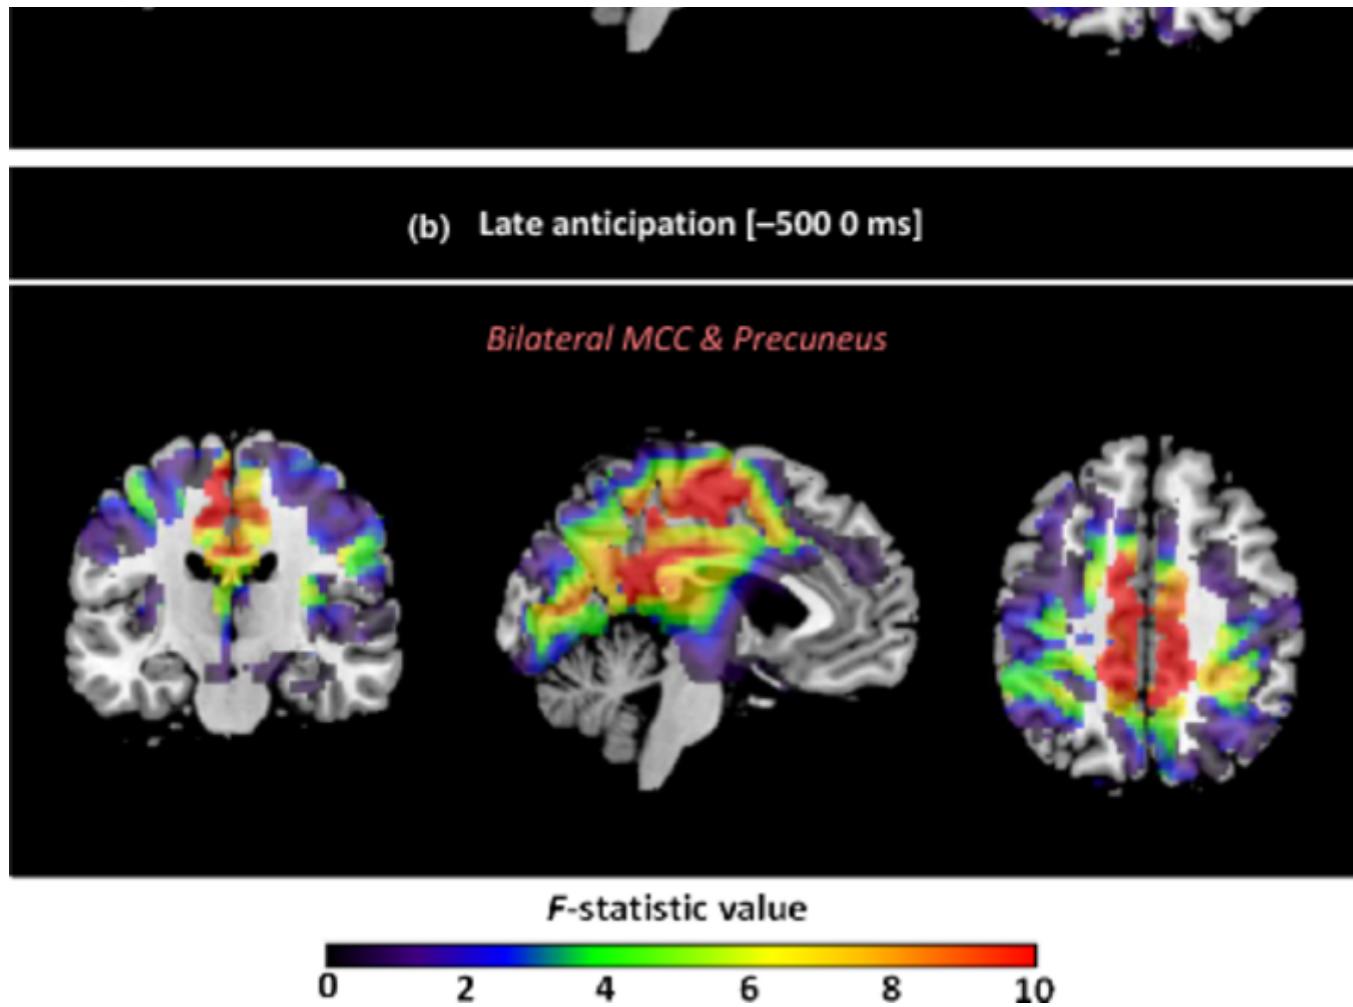 (b) Late anticipation [–500 0 ms]
Bilateral MCC & Precuneus
F-statistic value
0 2 4 6 8 10